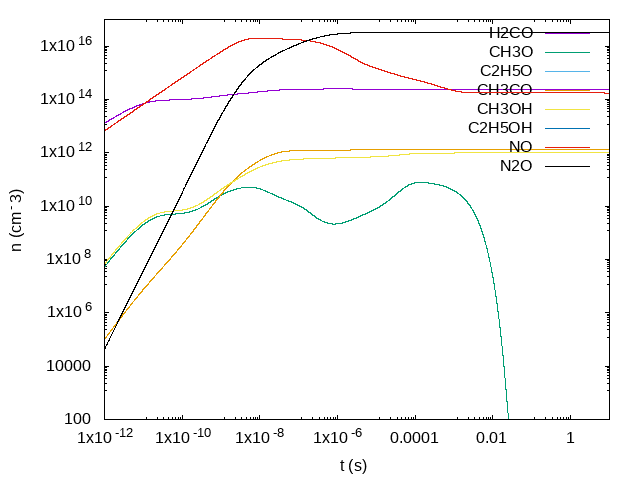 1x10 16
1x10 14
1x10 12
1x10 10
1x10 8
1x10 6
10000
100
n (cm-3)
H2CO
CH3O
C2H5O
CH3CO
CH3OH
C2H5OH
NO
N2O
1x10 -12
1x10 -10
1x10 -8
1x10 -6
0.0001
0.01
1
t (s)